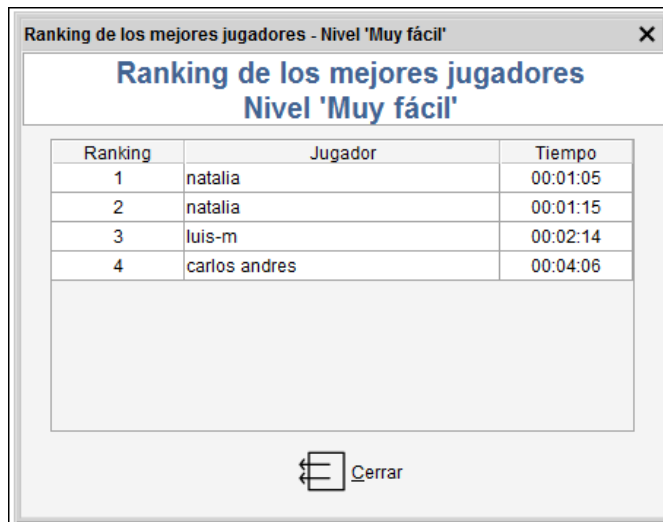 Ranking de los mejores jugadores - Nivel 'Muy fácil'
Ranking de los mejores jugadores
Nivel 'Muy fácil'
Ranking Jugador Tiempo
1 natalia 00:01:05
2 natalia 00:01:15
3 luis-m 00:02:14
4 carlos andres 00:04:06
Cerrar